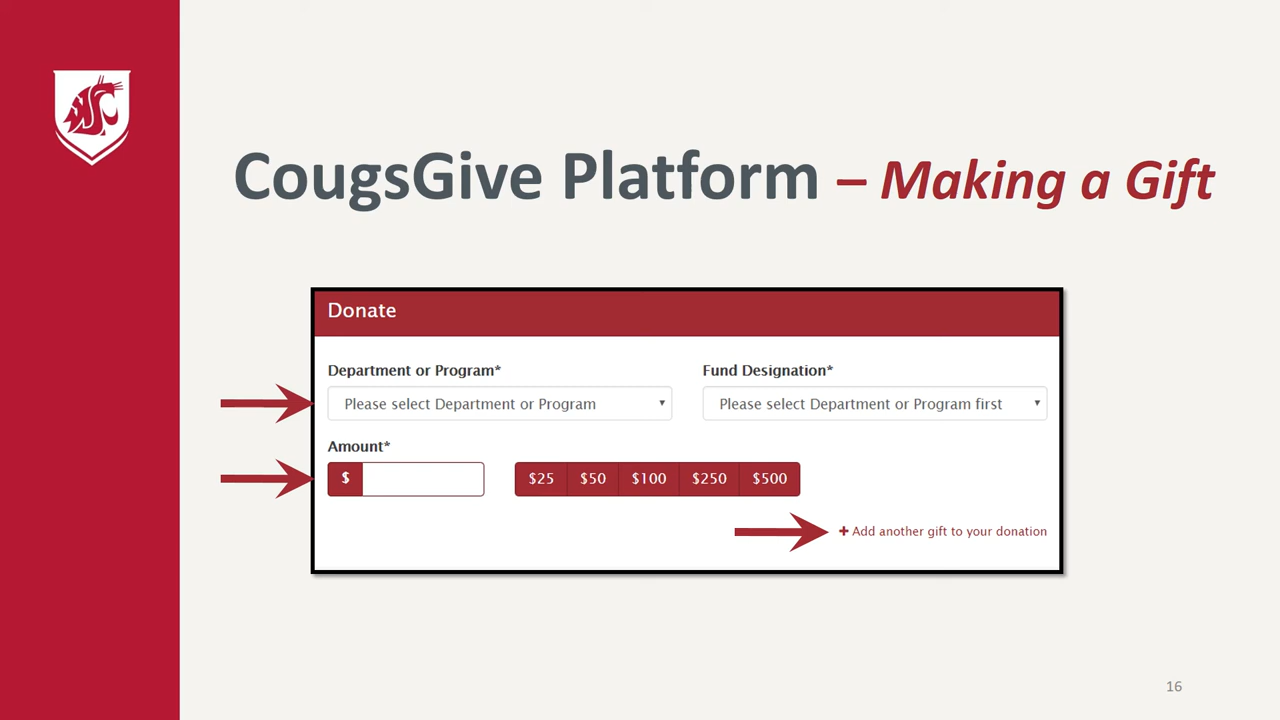 CougsGive Platform – Making a Gift
Donate
Department or Program*
Fund Designation*
Please select Department or Program
Please select Department or Program first
Amount*
$
$25 $50 $100 $250 $500
+ Add another gift to your donation
16